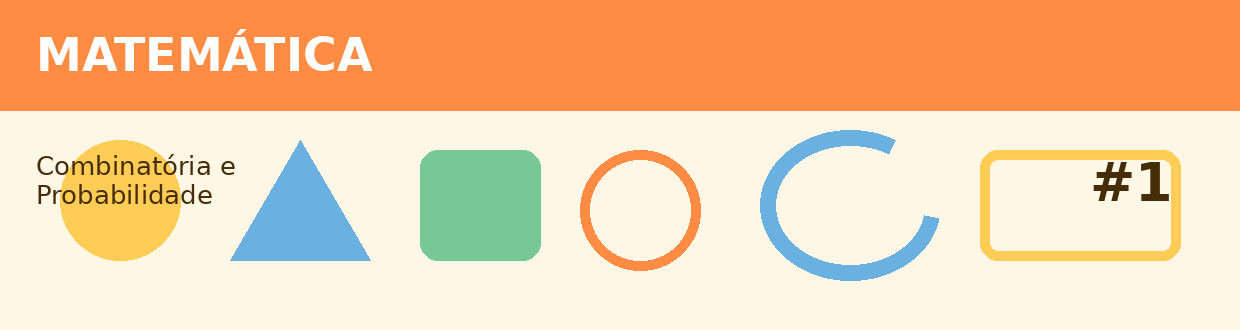 MATEMÁTICA
Combinatória e
Probabilidade
#1